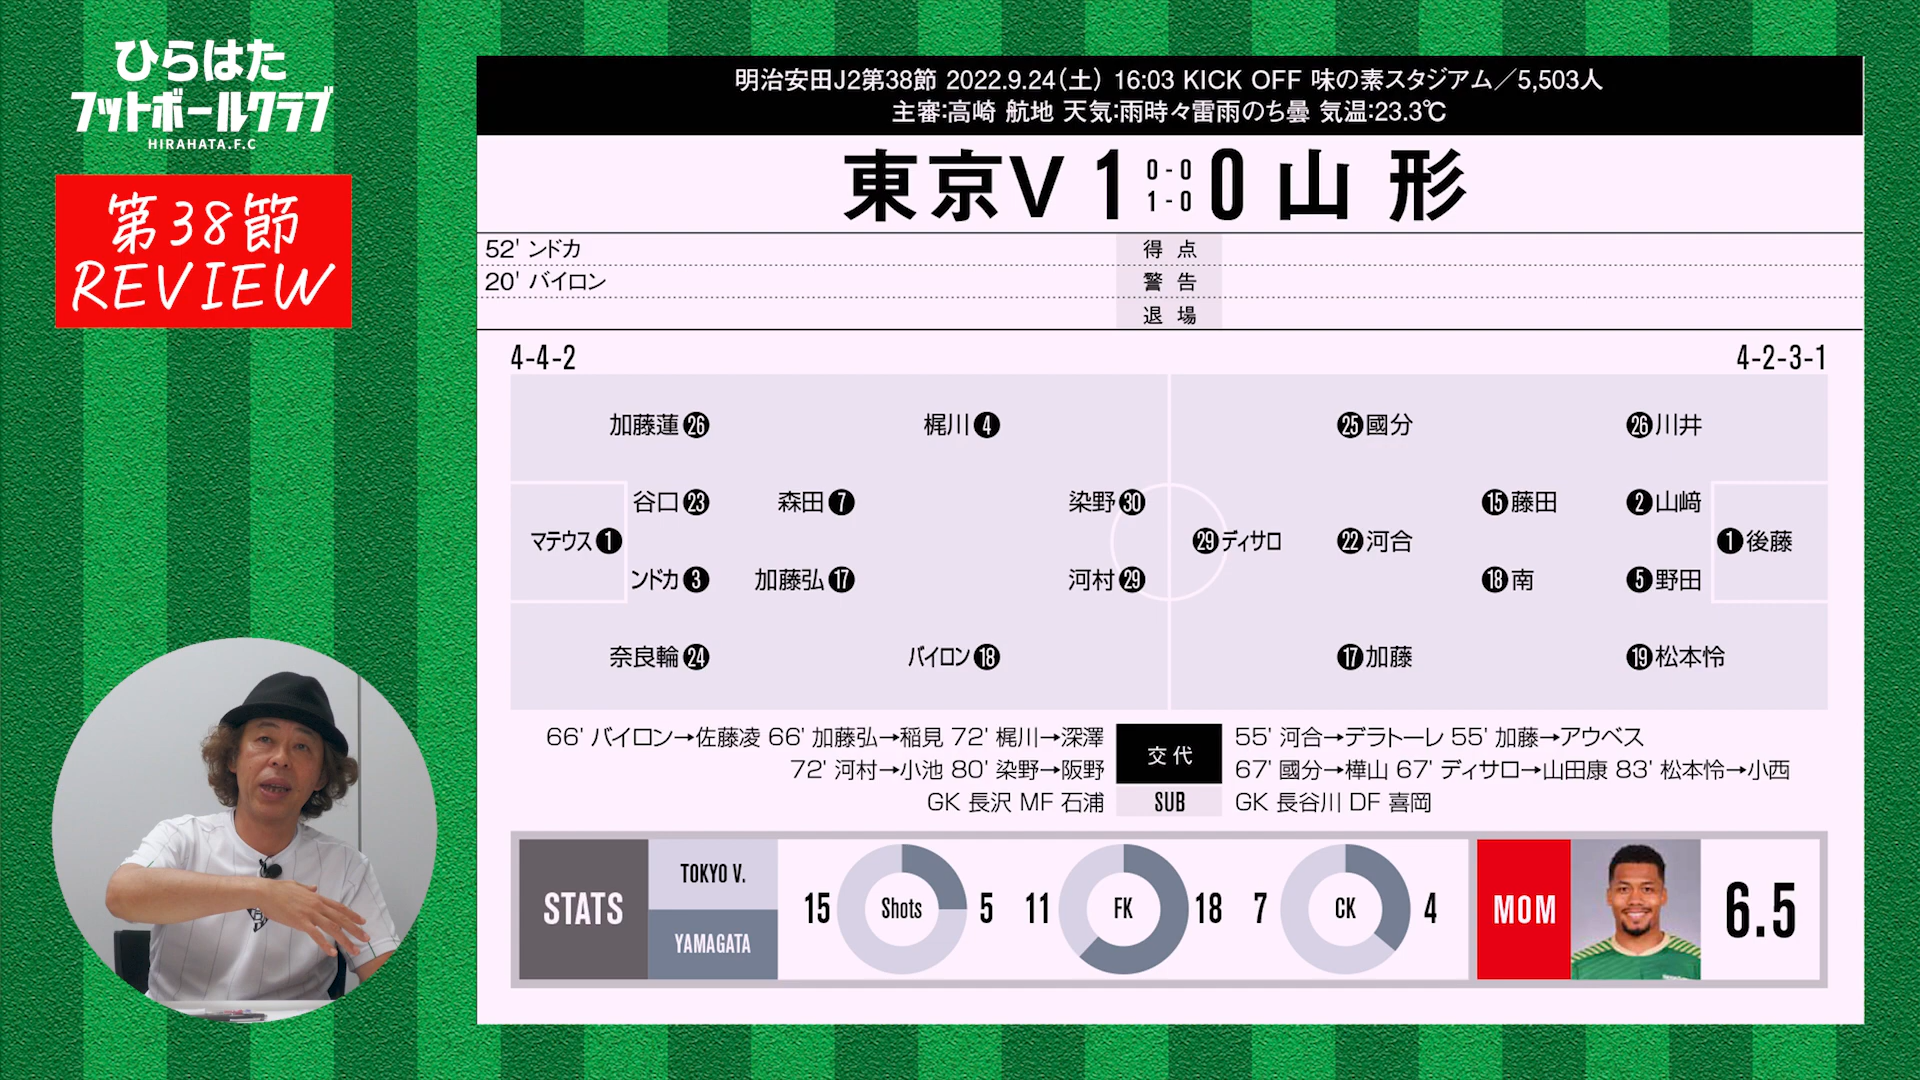 ひらはた
フットボールクラブ
HIRAHATA.F.C
第38節
REVIEW
明治安田J2第38節 2022.9.24(土) 16:03 KICK OFF 味の素スタジアム/5,503人
主審:高崎 航地 天気:雨時々雷雨のち曇 気温:23.3℃
東京V 1 0-0 0 山形
1-0
52' ンドカ 得点
20' バイロン 警告
退場
4-4-2 4-2-3-1
加藤蓮 26 梶川 4 25 國分 26 川井
谷口 23 森田 7 染野 30 15 藤田 2 山﨑
マテウス 1 29 ディサロ 22 河合 1 後藤
ンドカ 3 加藤弘 17 河村 29 18 南 5 野田
奈良輪 24 バイロン 18 17 加藤 19 松本怜
66' バイロン→佐藤凌 66' 加藤弘→稲見 72' 梶川→深澤 交代 55' 河合→デラトーレ 55' 加藤→アウベス
72' 河村→小池 80' 染野→阪野 67' 國分→樺山 67' ディサロ→山田康 83' 松本怜→小西
GK 長沢 MF 石浦 SUB GK 長谷川 DF 喜岡
STATS
TOKYO V.
YAMAGATA
15 Shots 5 11 FK 18 7 CK 4
MOM 6.5